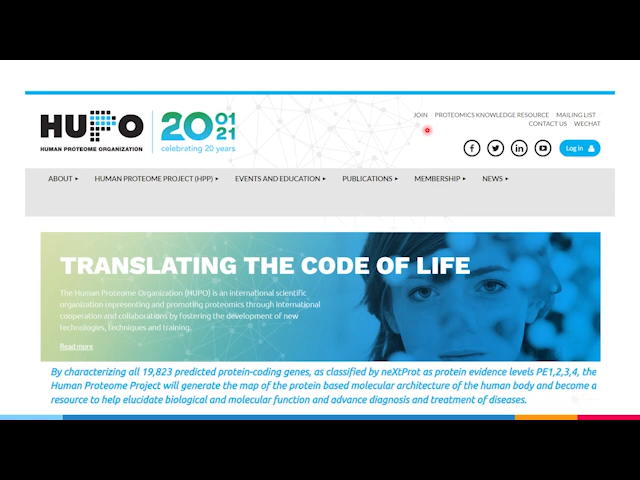 HUPO
HUMAN PROTEOME ORGANIZATION
20 01 21
celebrating 20 years
JOIN PROTEOMICS KNOWLEDGE RESOURCE MAILING LIST
CONTACT US WECHAT
Log in
ABOUT HUMAN PROTEOME PROJECT (HPP) EVENTS AND EDUCATION PUBLICATIONS MEMBERSHIP NEWS
TRANSLATING THE CODE OF LIFE
The Human Proteome Organization (HUPO) is an international scientific
organization representing and promoting proteomics through international
cooperation and collaborations by fostering the development of new
technologies, techniques and training.
Read more
By characterizing all 19,823 predicted protein-coding genes, as classified by neXtProt as protein evidence levels PE1,2,3,4, the
Human Proteome Project will generate the map of the protein based molecular architecture of the human body and become a
resource to help elucidate biological and molecular function and advance diagnosis and treatment of diseases.